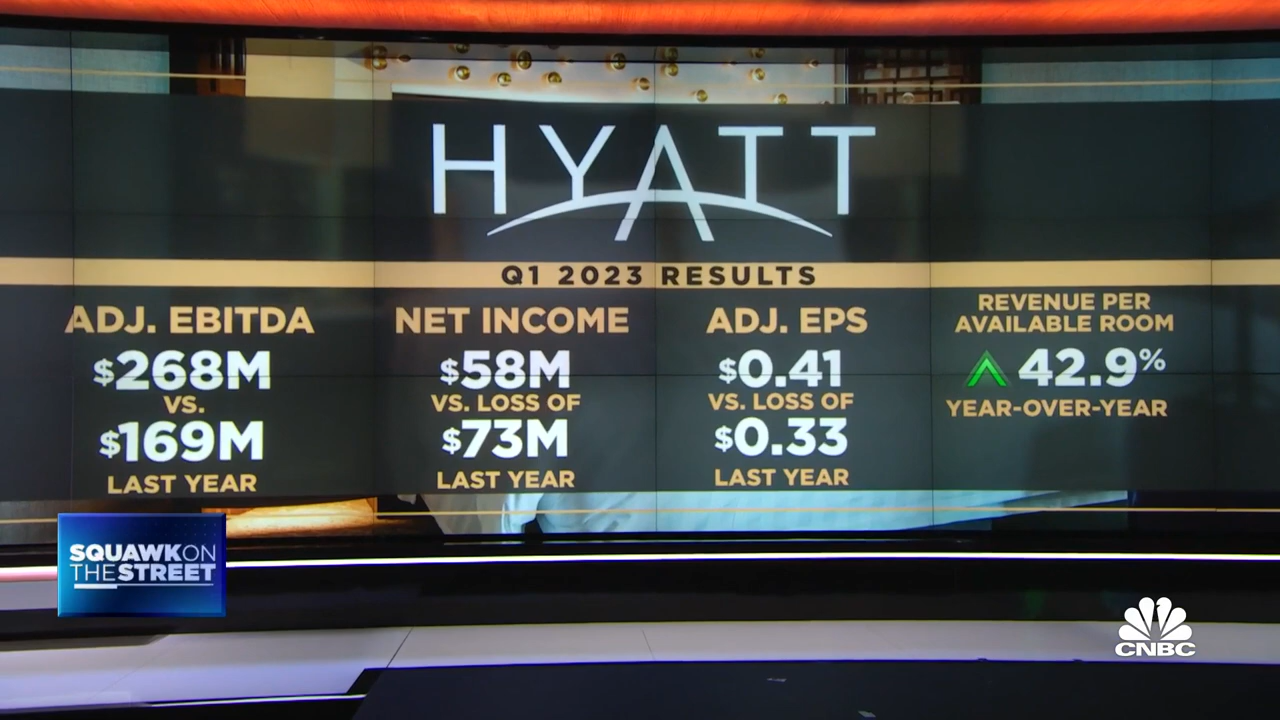 HYATT
Q1 2023 RESULTS
ADJ. EBITDA
$268M
VS.
$169M
LAST YEAR
NET INCOME
$58M
VS. LOSS OF
$73M
LAST YEAR
ADJ. EPS
$0.41
VS. LOSS OF
$0.33
LAST YEAR
REVENUE PER
AVAILABLE ROOM
42.9%
YEAR-OVER-YEAR
SQUAWK ON
THE STREET
CNBC